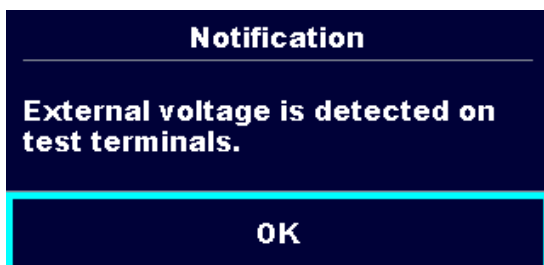 Notification
External voltage is detected on
test terminals.
OK